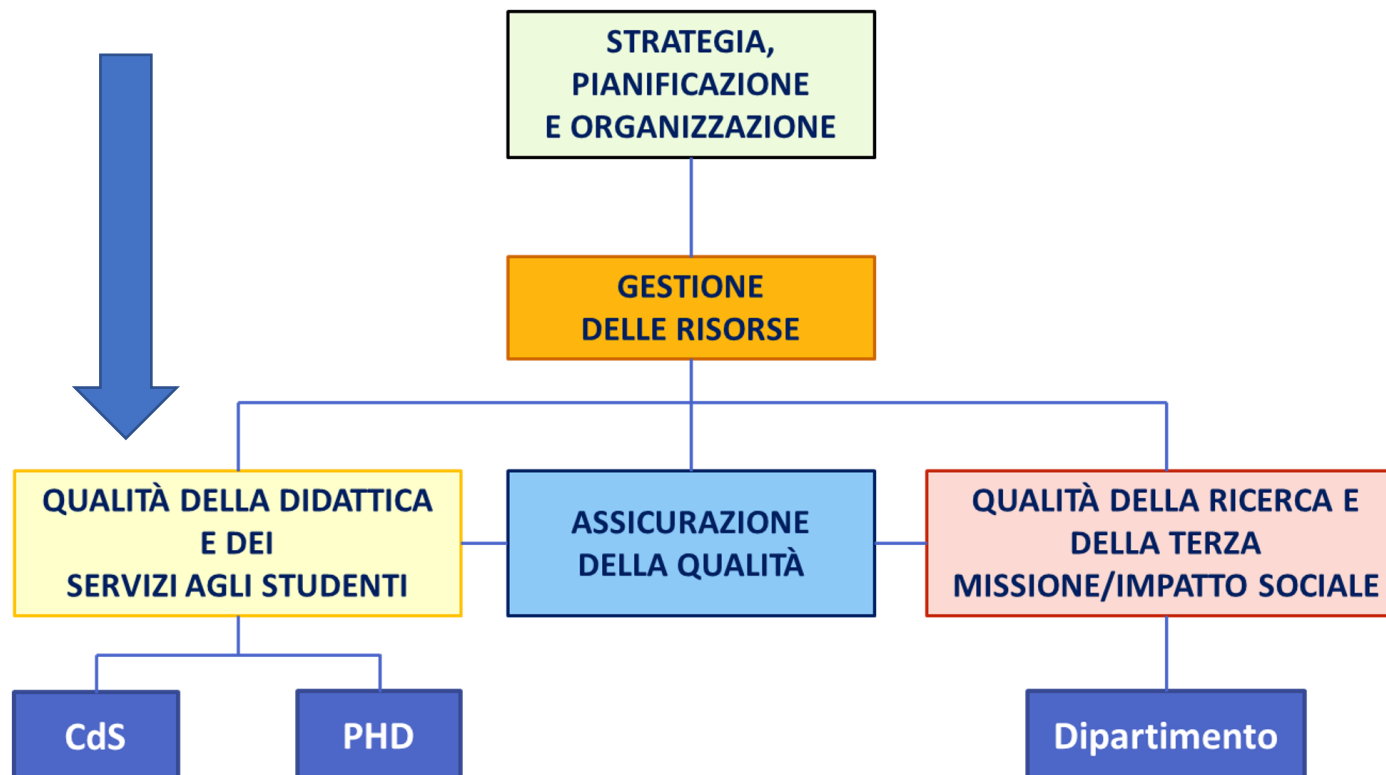 STRATEGIA,
PIANIFICAZIONE
E ORGANIZZAZIONE
GESTIONE
DELLE RISORSE
QUALITÀ DELLA DIDATTICA
E DEI
SERVIZI AGLI STUDENTI
ASSICURAZIONE
DELLA QUALITÀ
QUALITÀ DELLA RICERCA E
DELLA TERZA
MISSIONE/IMPATTO SOCIALE
CdS
PHD
Dipartimento